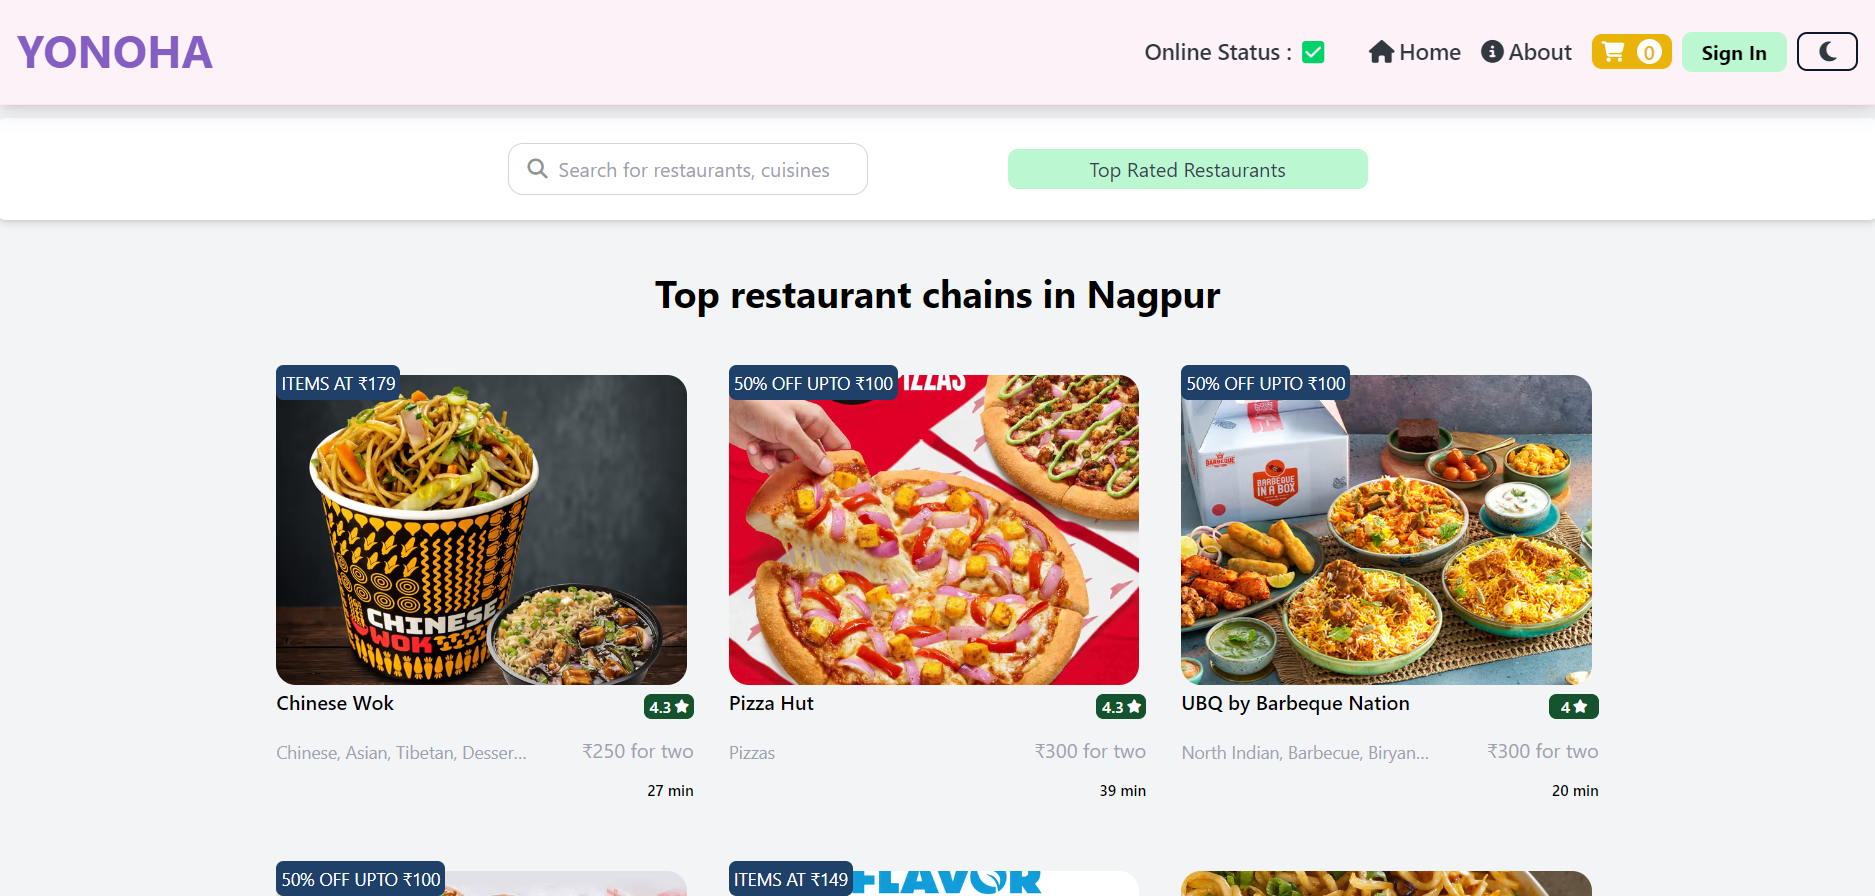 YONOHA
Online Status : ✅ Home About 0 Sign In
Search for restaurants, cuisines
Top Rated Restaurants
Top restaurant chains in Nagpur
ITEMS AT ₹179
CHINESE
WOK
Chinese Wok
4.3
Chinese, Asian, Tibetan, Desser...
₹250 for two
27 min
50% OFF UPTO ₹100
Pizza Hut
4.3
Pizzas
₹300 for two
39 min
50% OFF UPTO ₹100
BARBEQUE
NATION
BARBEQUE
IN A BOX
UBQ by Barbeque Nation
4
North Indian, Barbecue, Biryan...
₹300 for two
20 min
50% OFF UPTO ₹100
ITEMS AT ₹149
FLAVOR